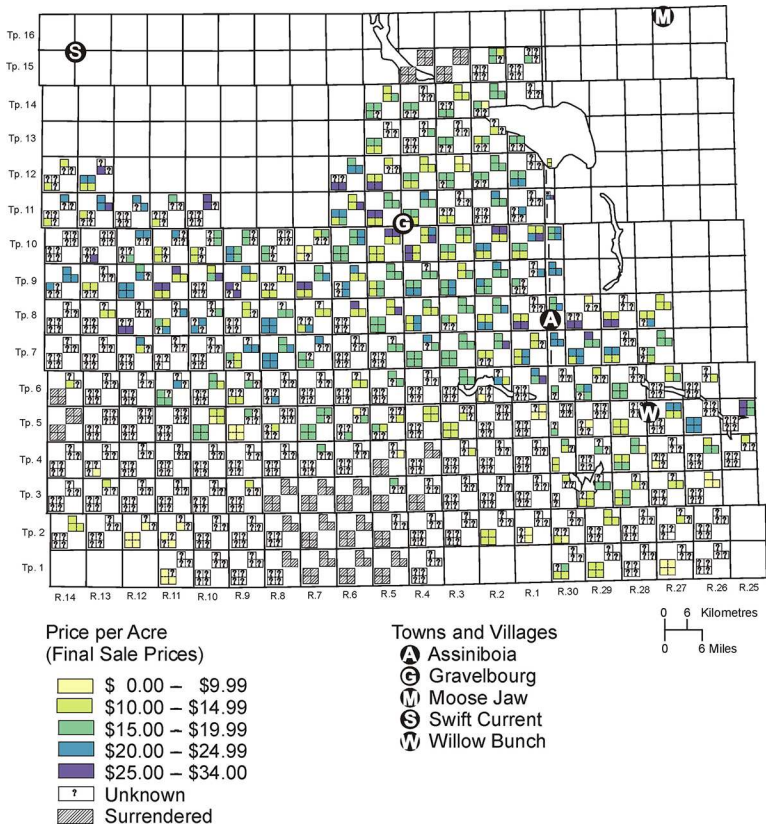 Tp. 16
S
M
Tp. 15
Tp. 14
Tp. 13
Tp. 12
Tp. 11
G
Tp. 10
Tp. 9
Tp. 8
A
Tp. 7
Tp. 6
W
Tp. 5
Tp. 4
Tp. 3
Tp. 2
Tp. 1
R.14 R.13 R.12 R.11 R.10 R.9 R.8 R.7 R.6 R.5 R.4 R.3 R.2 R.1 R.30 R.29 R.28 R.27 R.26 R.25
0 6 Kilometres
0 6 Miles
Price per Acre
(Final Sale Prices)
$ 0.00 – $9.99
$10.00 – $14.99
$15.00 – $19.99
$20.00 – $24.99
$25.00 – $34.00
? Unknown
Surrendered
Towns and Villages
A Assiniboia
G Gravelbourg
M Moose Jaw
S Swift Current
W Willow Bunch